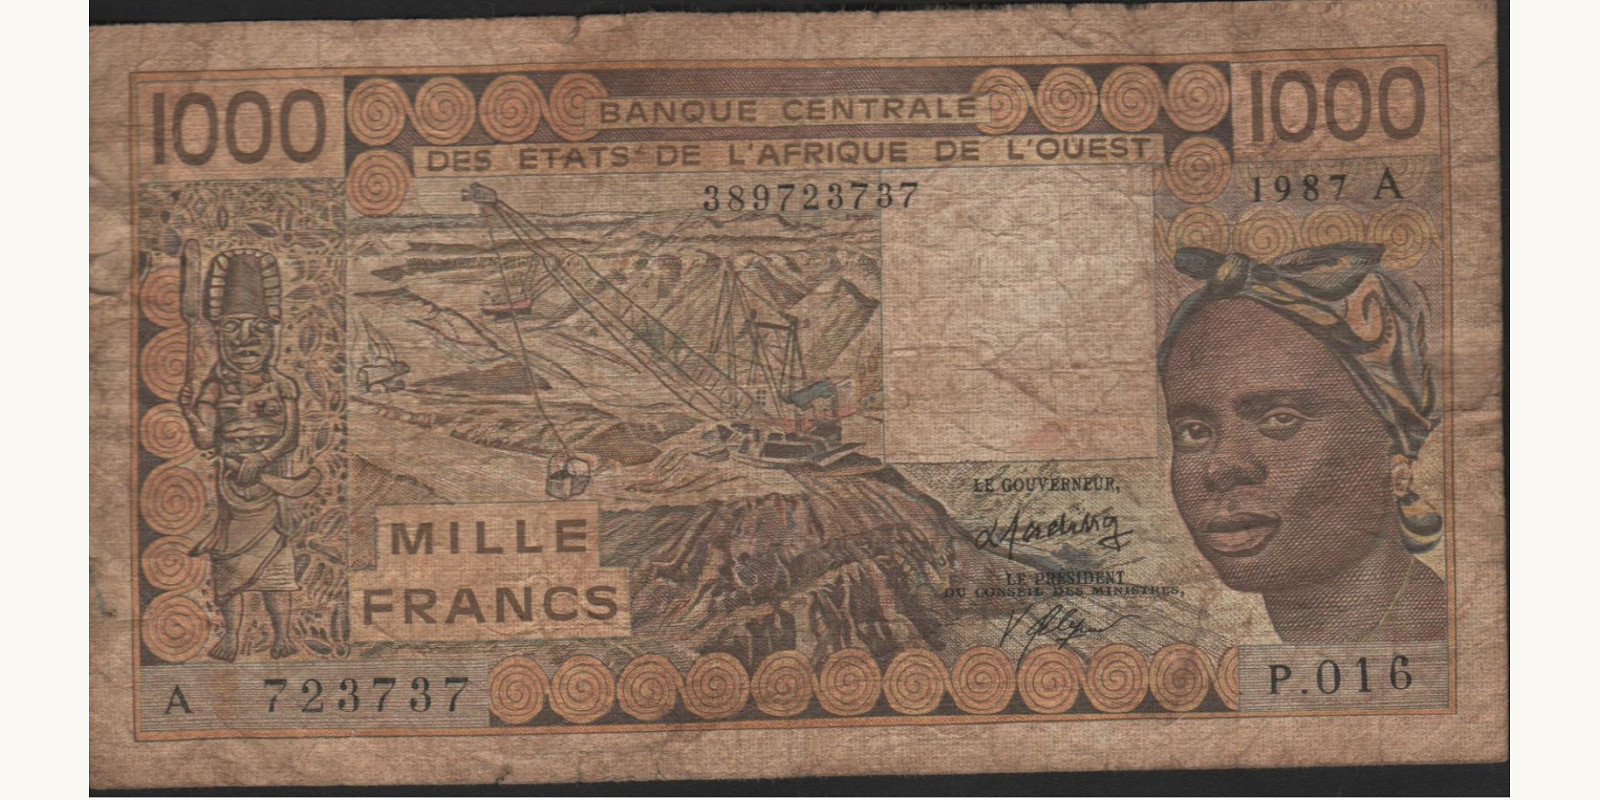 1000
BANQUE CENTRALE
1000
DES ETATS DE L'AFRIQUE DE L'OUEST
389723737
1987 A
LE GOUVERNEUR,
MILLE
FRANCS
LE PRÉSIDENT
DU CONSEIL DES MINISTRES,
A 723737
P.016